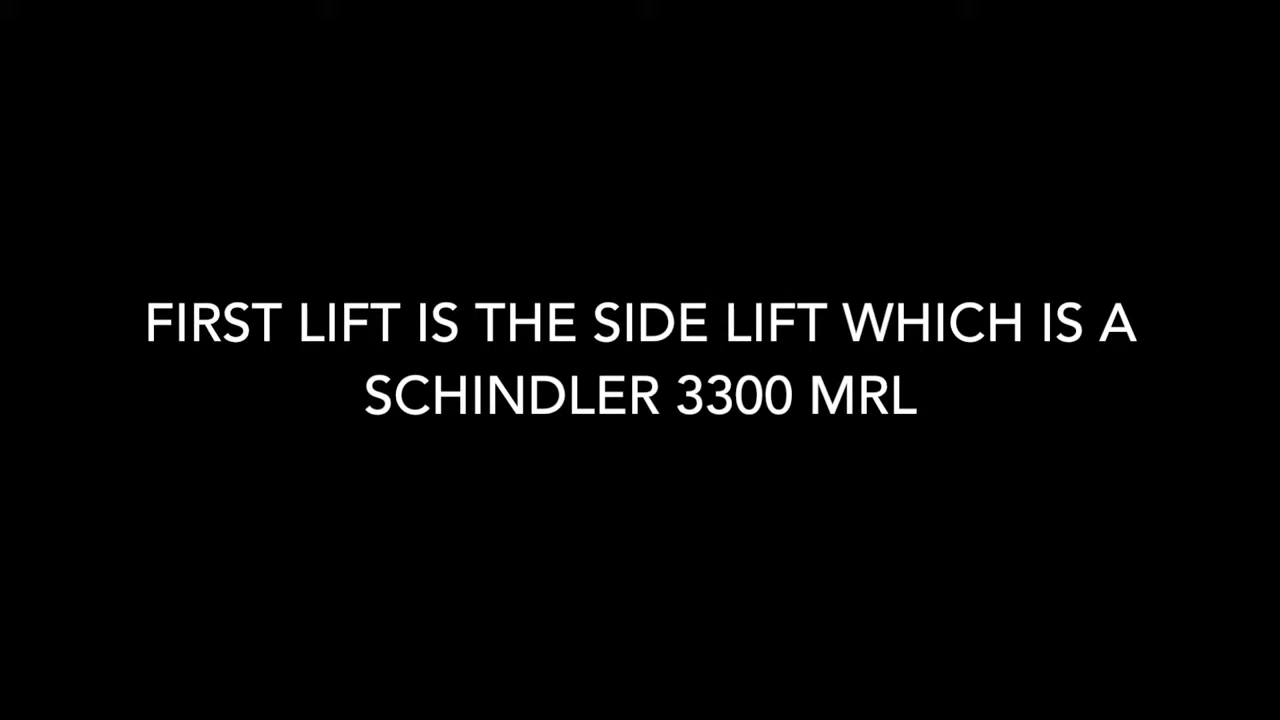 FIRST LIFT IS THE SIDE LIFT WHICH IS A
SCHINDLER 3300 MRL